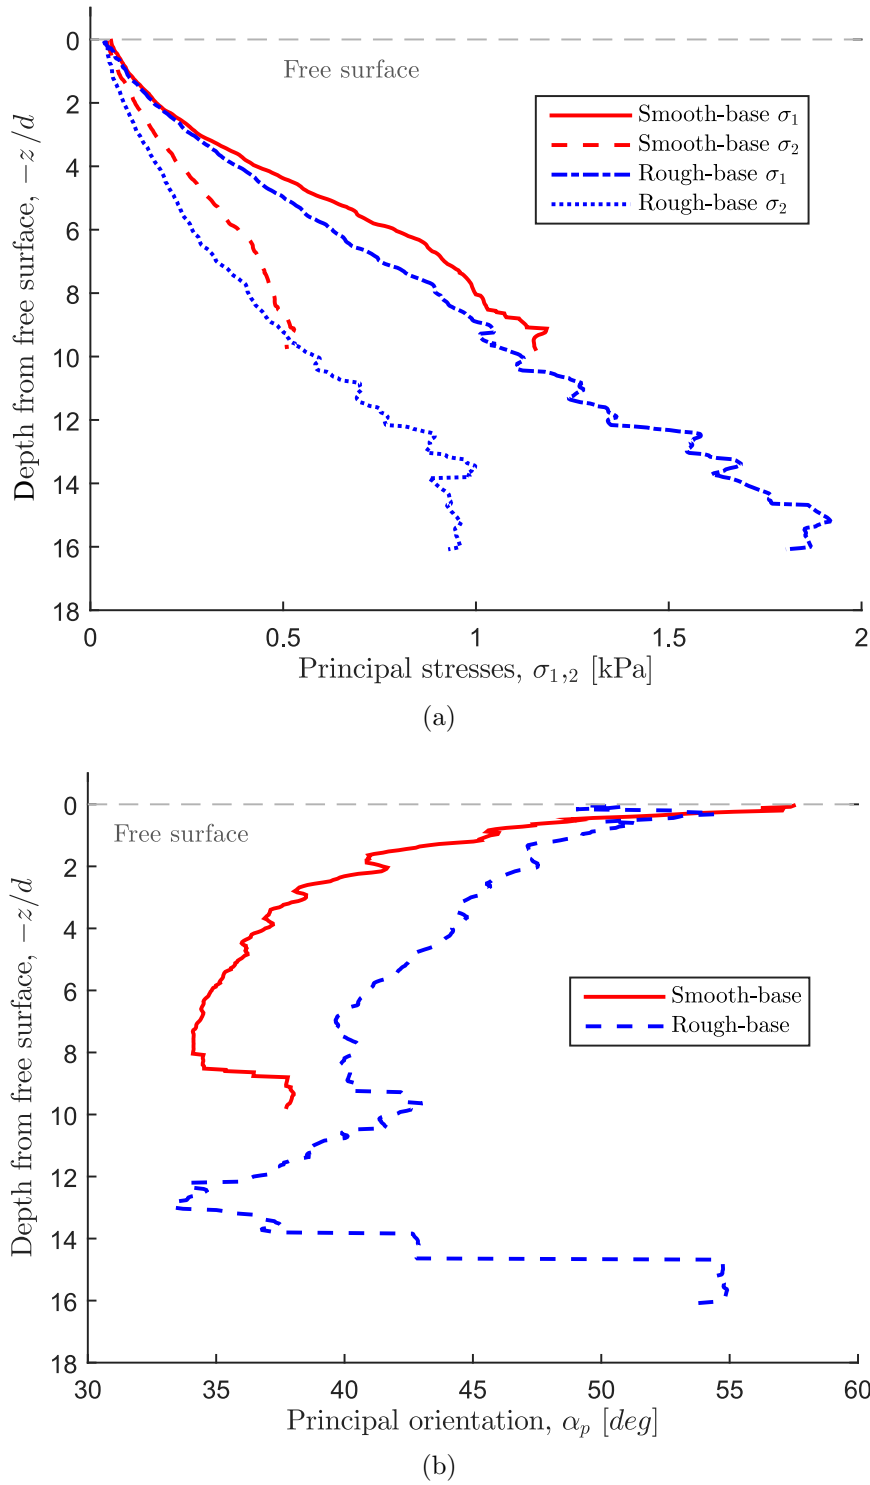 0
2
4
6
8
10
12
14
16
18
Depth from free surface, −z/d
Free surface
Smooth-base σ₁
Smooth-base σ₂
Rough-base σ₁
Rough-base σ₂
0 0.5 1 1.5 2
Principal stresses, σ₁,₂ [kPa]
(a)
0
2
4
6
8
10
12
14
16
18
Depth from free surface, −z/d
Free surface
Smooth-base
Rough-base
30 35 40 45 50 55 60
Principal orientation, αₚ [deg]
(b)